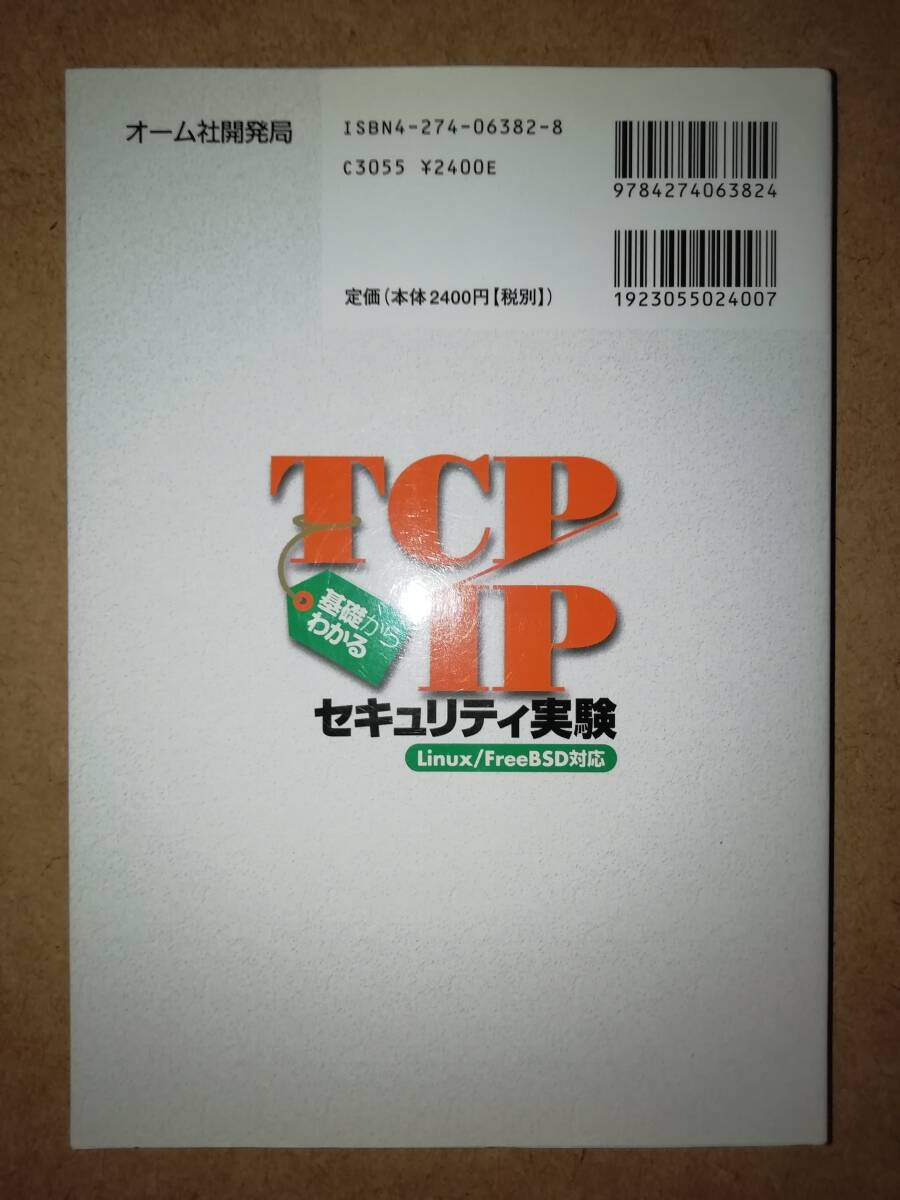 オーム社開発局
ISBN4-274-06382-8
C3055 ¥2400E
9784274063824
定価(本体2400円【税別】)
1923055024007
TCP/
IP
基礎から
わかる
セキュリティ実験
Linux/FreeBSD対応